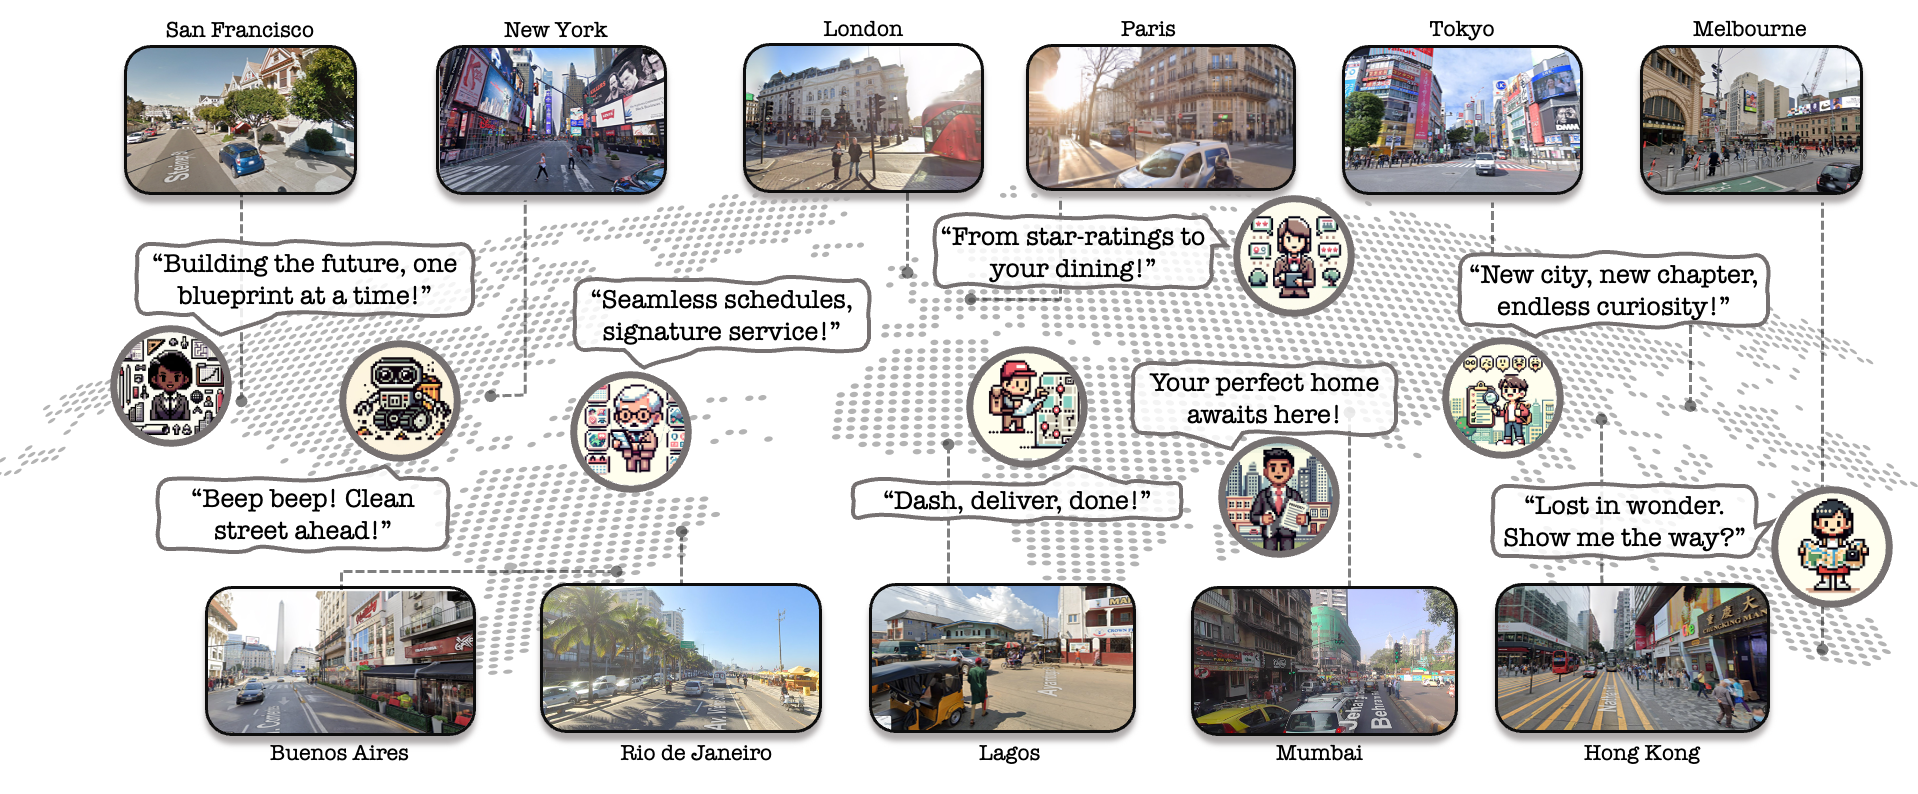 San Francisco
New York
London
Paris
Tokyo
Melbourne
“Building the future, one
blueprint at a time!”
“Seamless schedules,
signature service!”
“From star-ratings to
your dining!”
“New city, new chapter,
endless curiosity!”
“Beep beep! Clean
street ahead!”
“Dash, deliver, done!”
Your perfect home
awaits here!
“Lost in wonder.
Show me the way?”
DMM
Buenos Aires
Rio de Janeiro
Lagos
Mumbai
Hong Kong